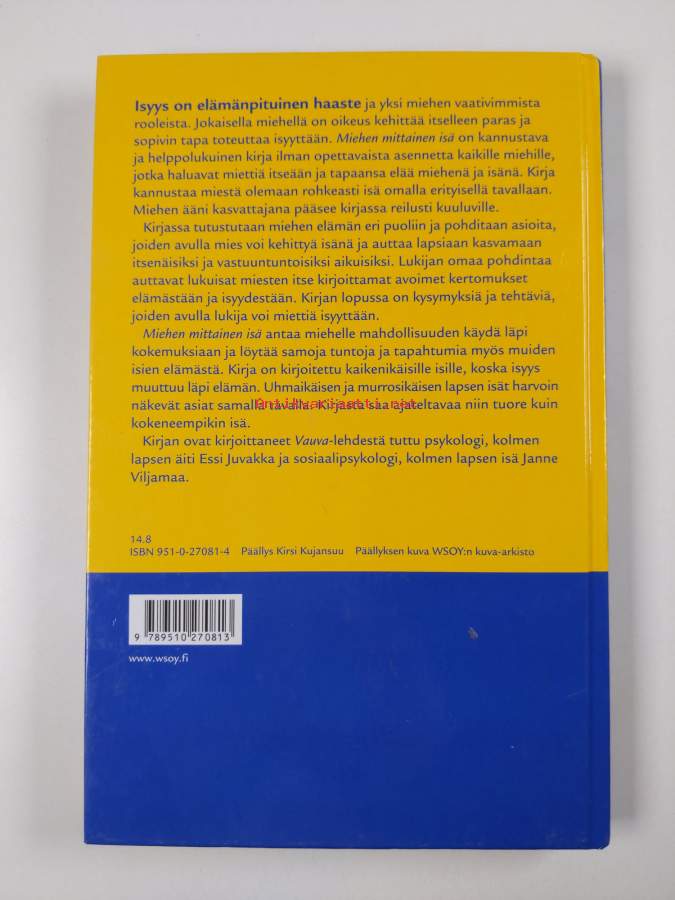 Isyys on elämänpituinen haaste ja yksi miehen vaativimmista
rooleista. Jokaisella miehellä on oikeus kehittää itselleen paras ja
sopivin tapa toteuttaa isyyttään. Miehen mittainen isä on kannustava
ja helppolukuinen kirja ilman opettavaista asennetta kaikille miehille,
jotka haluavat miettiä itseään ja tapaansa elää miehenä ja isänä. Kirja
kannustaa miestä olemaan rohkeasti isä omalla erityisellä tavallaan.
Miehen ääni kasvattajana pääsee kirjassa reilusti kuuluville.
Kirjassa tutustutaan miehen elämän eri puoliin ja pohditaan asioita,
joiden avulla mies voi kehittyä isänä ja auttaa lapsiaan kasvamaan
itsenäisiksi ja vastuuntuntoisiksi aikuisiksi. Lukijan omaa pohdintaa
auttavat lukuisat miesten itse kirjoittamat avoimet kertomukset
elämästään ja isyydestään. Kirjan lopussa on kysymyksiä ja tehtäviä,
joiden avulla lukija voi miettiä isyyttään.
Miehen mittainen isä antaa miehelle mahdollisuuden käydä läpi
kokemuksiaan ja löytää samoja tuntoja ja tapahtumia myös muiden
isien elämästä. Kirja on kirjoitettu kaikenikäisille isille, koska isyys
muuttuu läpi elämän. Uhmaikäisen ja murrosikäisen lapsen isät harvoin
näkevät asiat samalla tavalla. Kirjasta saa ajateltavaa niin tuore kuin
Antikvariaatti.net
kokeneempikin isä.
Kirjan ovat kirjoittaneet Vauva-lehdestä tuttu psykologi, kolmen
lapsen äiti Essi Juvakka ja sosiaalipsykologi, kolmen lapsen isä Janne
Viljamaa.
14.8
ISBN 951-0-27081-4 Päällys Kirsi Kujansuu Päällyksen kuva WSOY:n kuva-arkisto
9 789510 270813
www.wsoy.fi